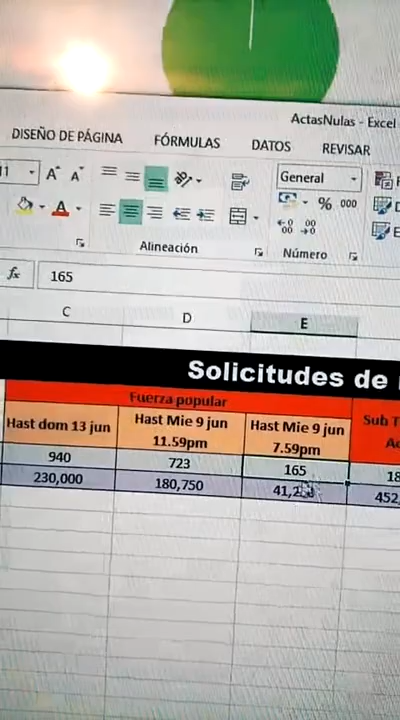 ActasNulas - Excel
DISEÑO DE PÁGINA FÓRMULAS DATOS REVISAR
A A General
A % 000
Alineación Número
fx 165
C D E
Solicitudes de
Fuerza popular
Hast dom 13 jun Hast Mie 9 jun 11.59pm Hast Mie 9 jun 7.59pm Sub
940 723 165
230,000 180,750